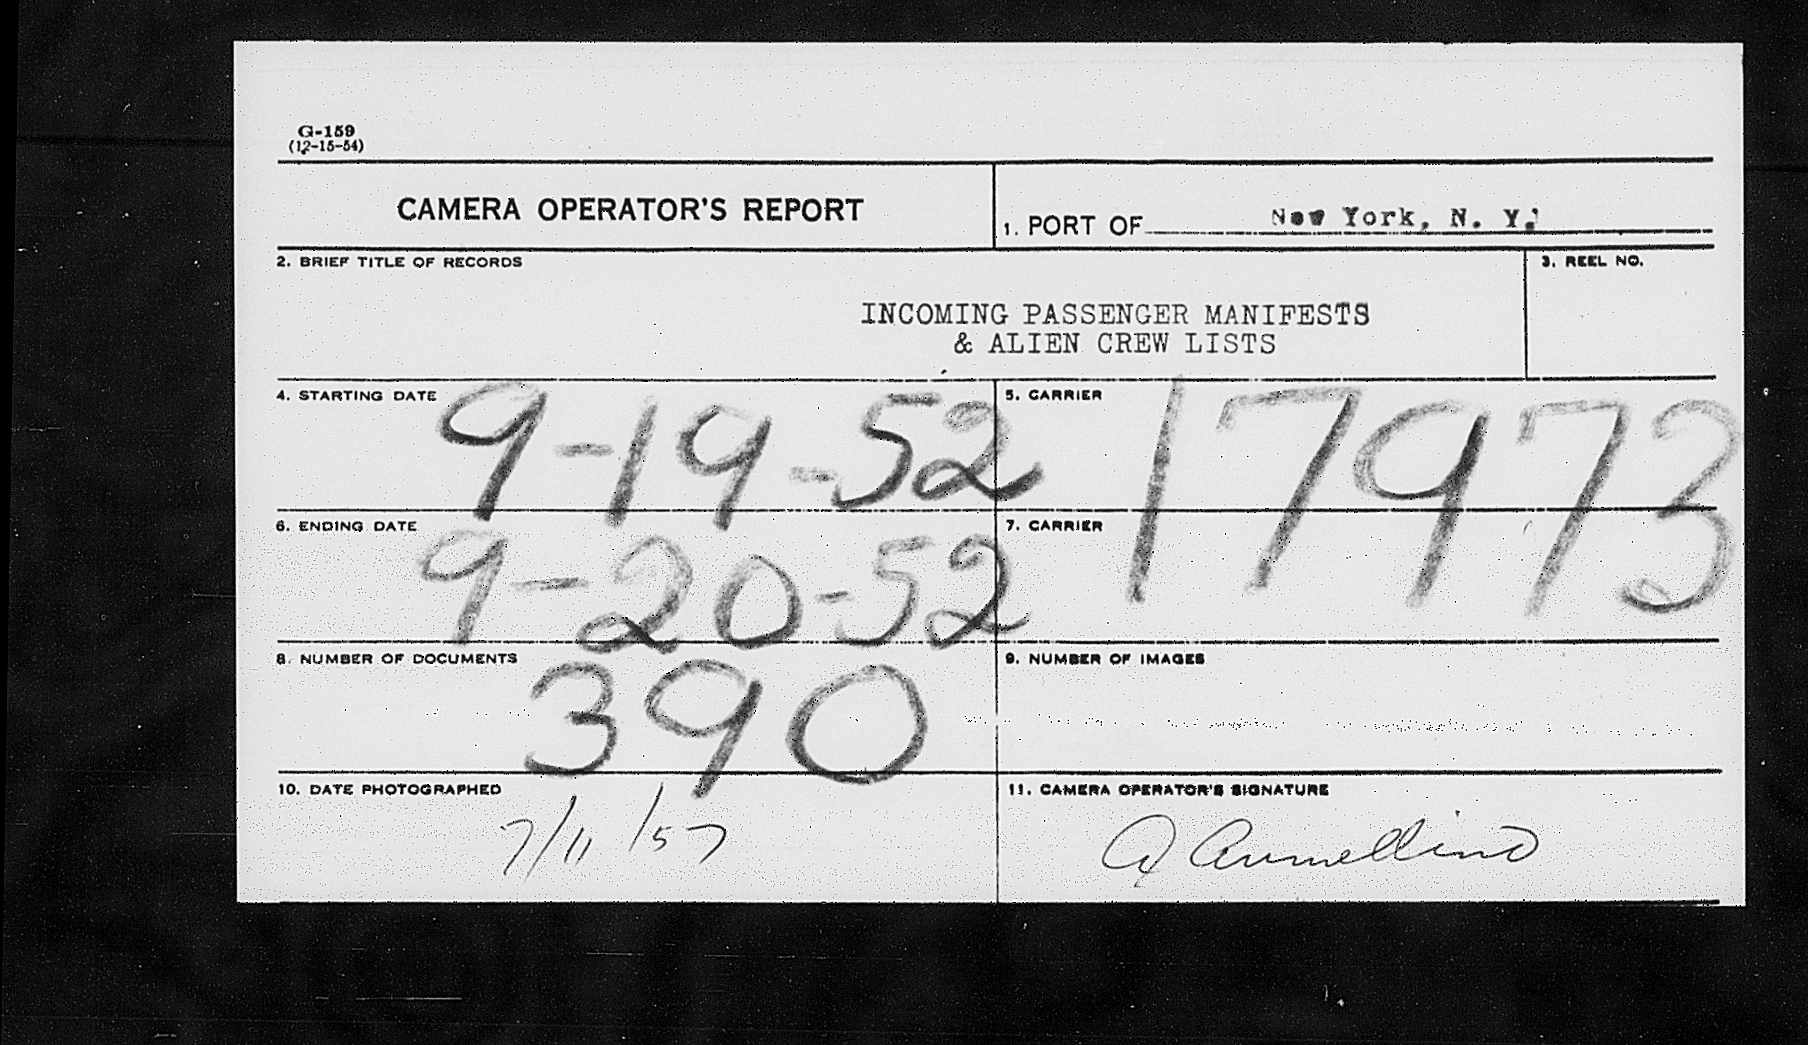 G-159
(12-15-54)
CAMERA OPERATOR'S REPORT
1. PORT OF New York, N. Y.
2. BRIEF TITLE OF RECORDS
3. REEL NO.
INCOMING PASSENGER MANIFESTS
& ALIEN CREW LISTS
4. STARTING DATE 9-19-52
5. CARRIER 17973
6. ENDING DATE 9-20-52
7. CARRIER
8. NUMBER OF DOCUMENTS 390
9. NUMBER OF IMAGES
10. DATE PHOTOGRAPHED
7/11/57
11. CAMERA OPERATOR'S SIGNATURE
A Armellino